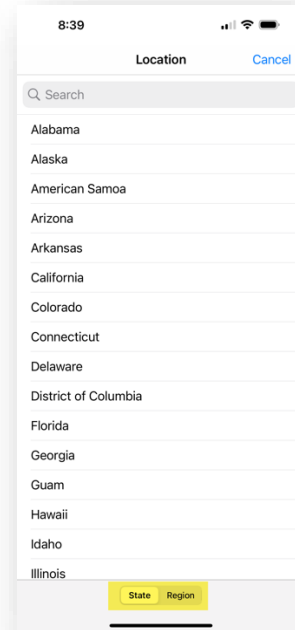 8:39
Location Cancel
Search
Alabama
Alaska
American Samoa
Arizona
Arkansas
California
Colorado
Connecticut
Delaware
District of Columbia
Florida
Georgia
Guam
Hawaii
Idaho
Illinois
State Region